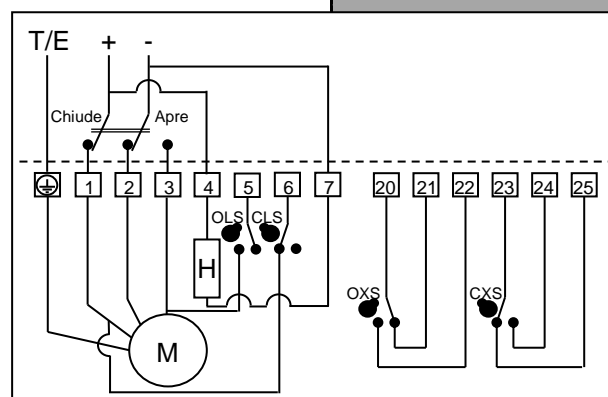 T/E + -
Chiude Apre
1 2 3 4 5 6 7 20 21 22 23 24 25
OLS CLS
H
OXS CXS
M